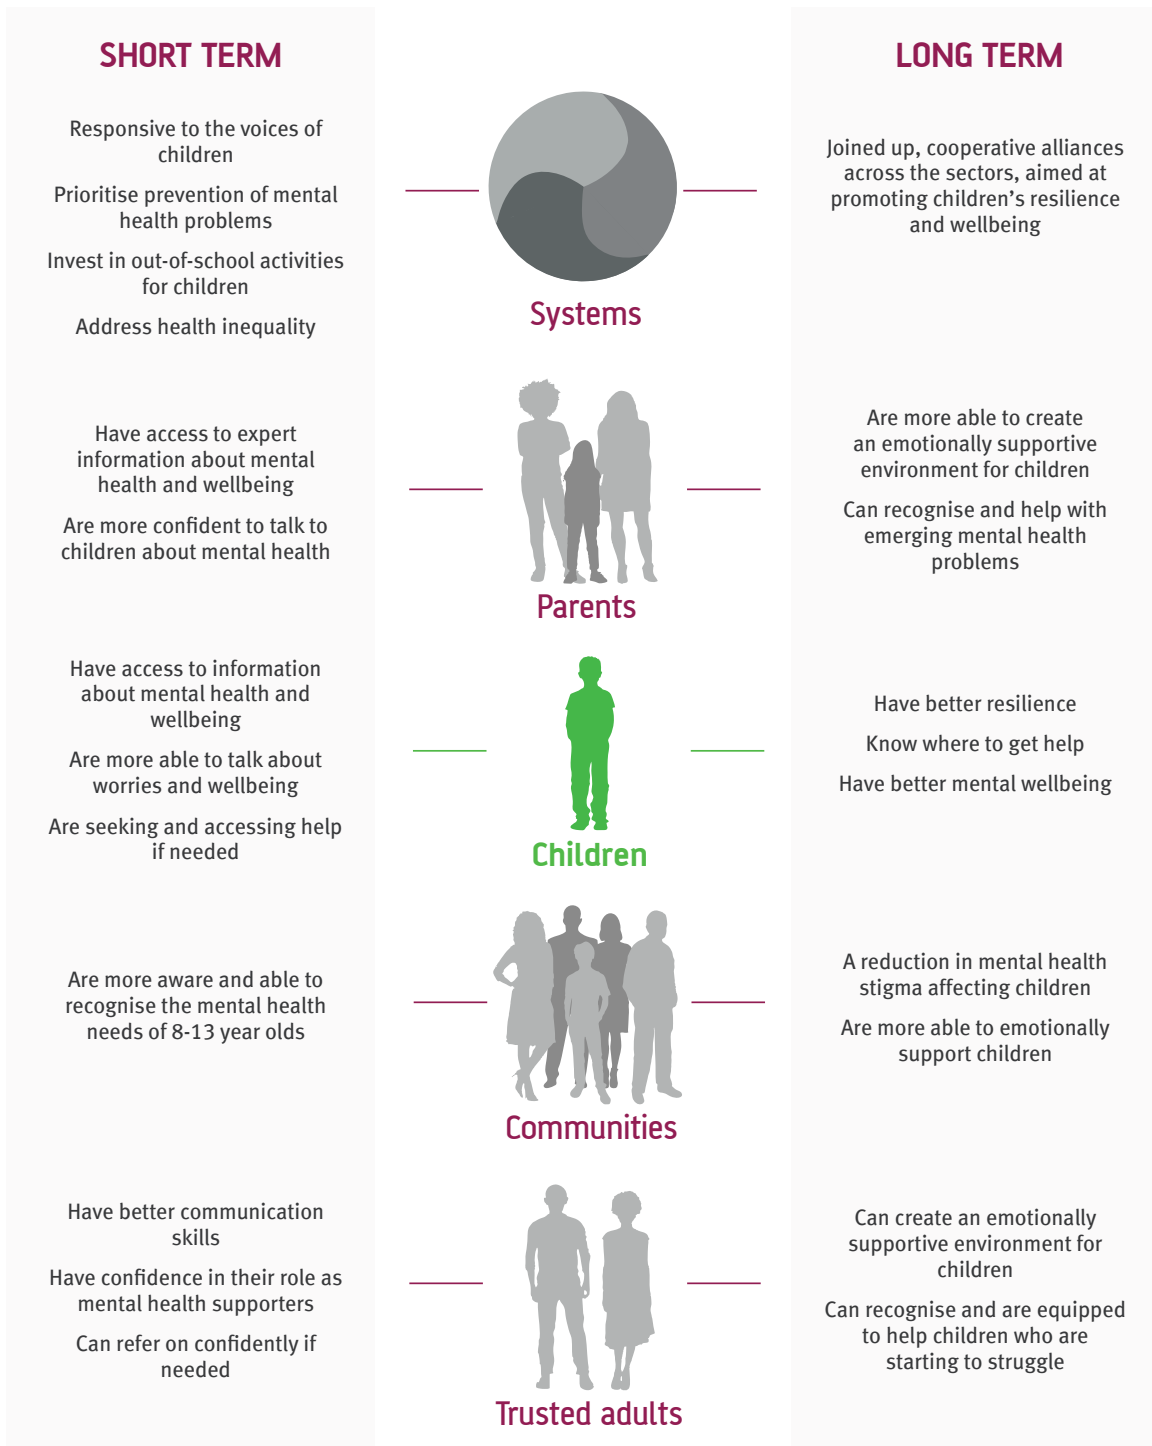 SHORT TERM
LONG TERM
Responsive to the voices of
children
Prioritise prevention of mental
health problems
Invest in out-of-school activities
for children
Address health inequality
Systems
Joined up, cooperative alliances
across the sectors, aimed at
promoting children’s resilience
and wellbeing
Have access to expert
information about mental
health and wellbeing
Are more confident to talk to
children about mental health
Parents
Are more able to create
an emotionally supportive
environment for children
Can recognise and help with
emerging mental health
problems
Have access to information
about mental health and
wellbeing
Are more able to talk about
worries and wellbeing
Are seeking and accessing help
if needed
Children
Have better resilience
Know where to get help
Have better mental wellbeing
Are more aware and able to
recognise the mental health
needs of 8-13 year olds
Communities
A reduction in mental health
stigma affecting children
Are more able to emotionally
support children
Have better communication
skills
Have confidence in their role as
mental health supporters
Can refer on confidently if
needed
Trusted adults
Can create an emotionally
supportive environment for
children
Can recognise and are equipped
to help children who are
starting to struggle